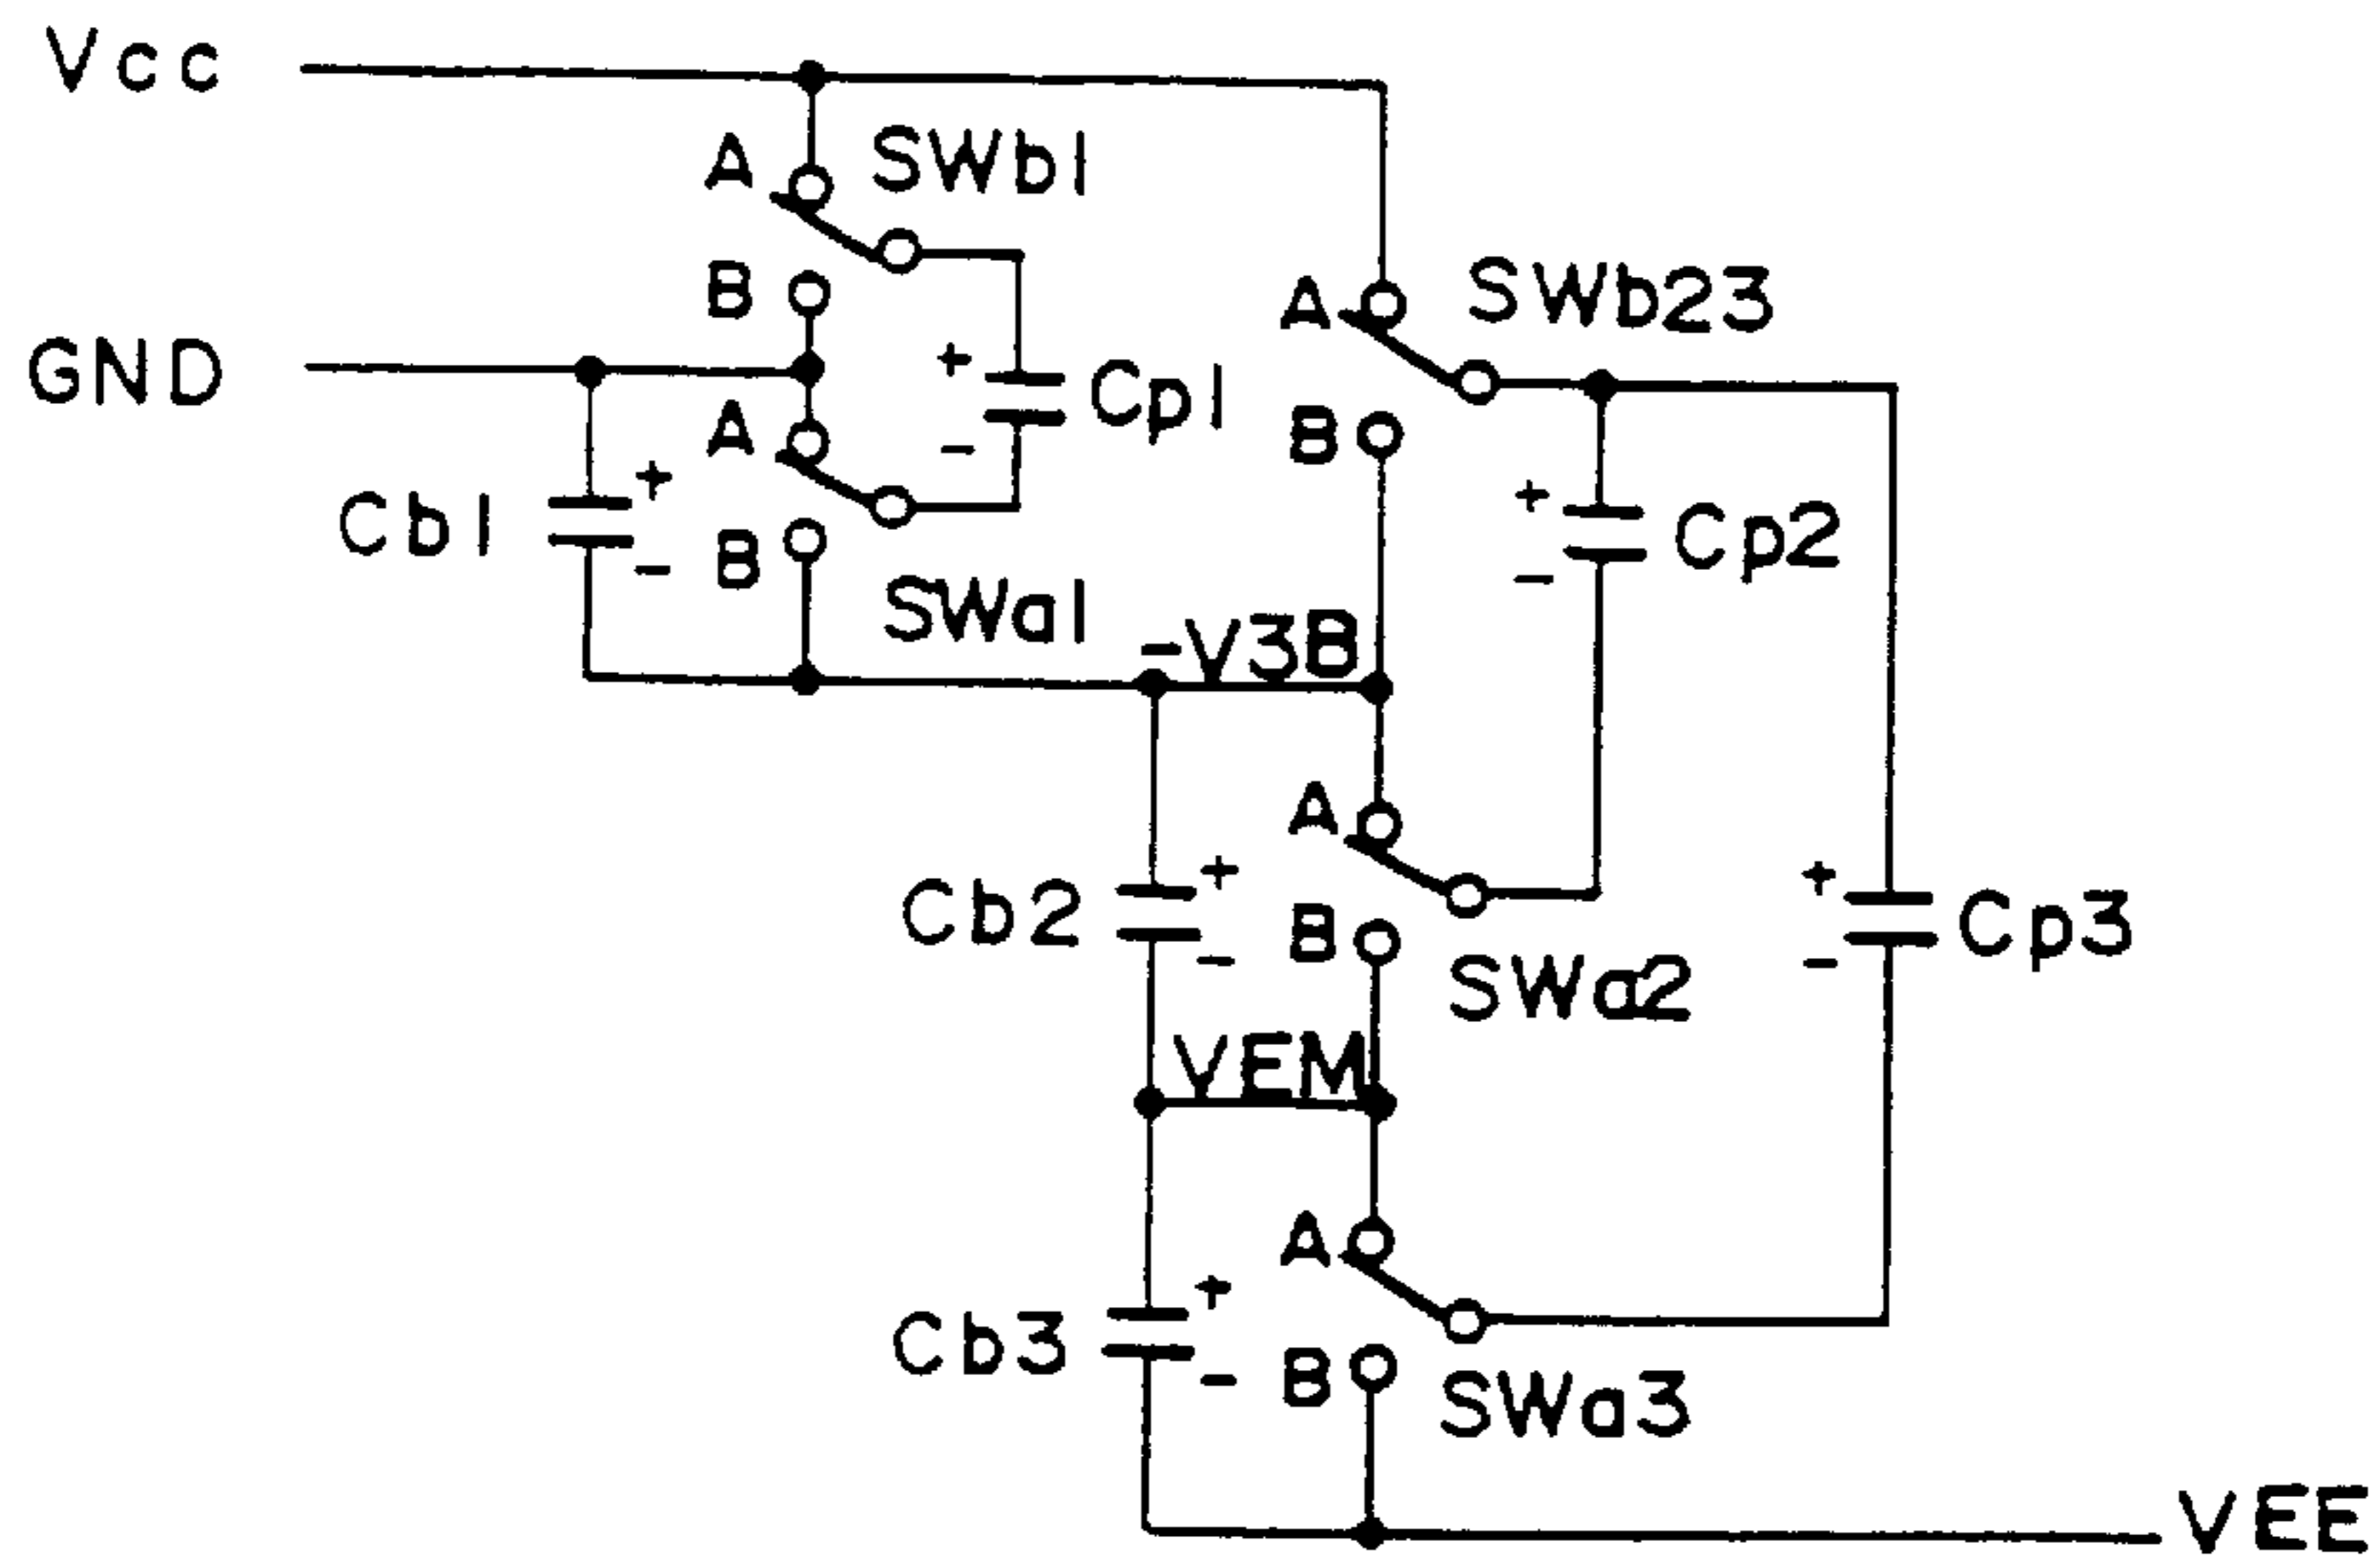 Vcc
A SWb1
B
GND
+ Cp1 -
A
Cb1 + -
B SWa1
A SWb23
B
+ Cp2 -
-V3B
A
Cb2 + -
B SWa2
+ Cp3 -
VEM
A
Cb3 + -
B SWa3
VEE